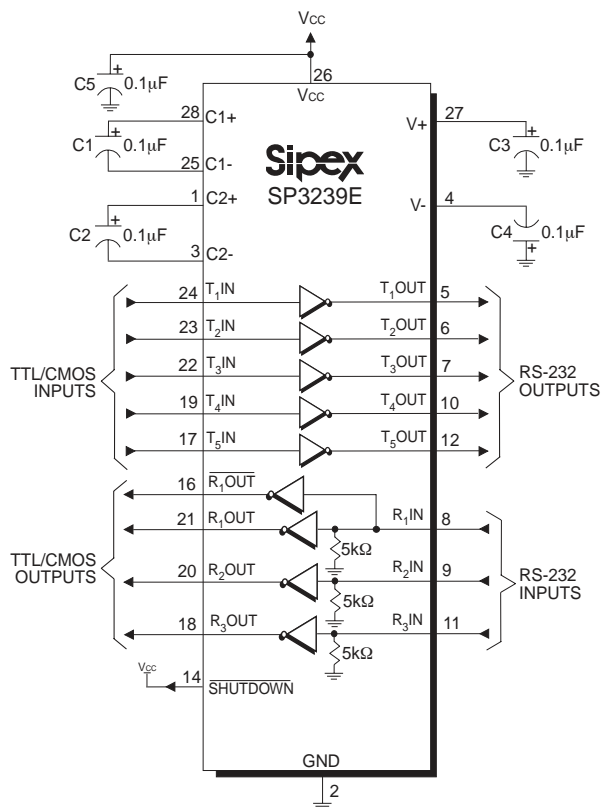 VCC
C5 + 0.1µF
26
VCC
28 C1+
C1 + 0.1µF
25 C1-
1 C2+
C2 + 0.1µF
3 C2-
V+ 27
C3 + 0.1µF
V- 4
C4 + 0.1µF
Sipex
SP3239E
TTL/CMOS
INPUTS
24 T1IN T1OUT 5
23 T2IN T2OUT 6
22 T3IN T3OUT 7
19 T4IN T4OUT 10
17 T5IN T5OUT 12
RS-232
OUTPUTS
TTL/CMOS
OUTPUTS
16 R1OUT
21 R1OUT R1IN 8
5kΩ
20 R2OUT R2IN 9
5kΩ
18 R3OUT R3IN 11
5kΩ
RS-232
INPUTS
VCC
14 SHUTDOWN
GND
2